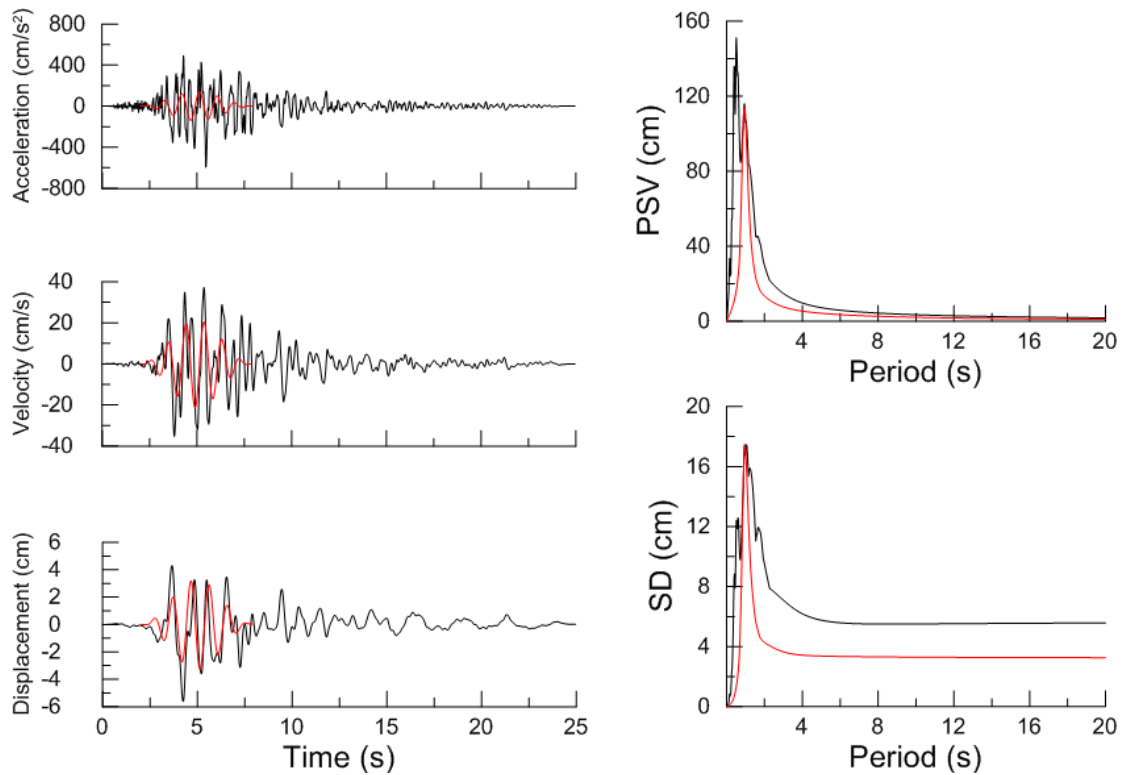 800
400
0
-400
-800
Acceleration (cm/s²)
40
20
0
-20
-40
Velocity (cm/s)
6
4
2
0
-2
-4
-6
Displacement (cm)
0 5 10 15 20 25
Time (s)
160
120
80
40
0
PSV (cm)
4 8 12 16 20
Period (s)
20
16
12
8
4
0
SD (cm)
4 8 12 16 20
Period (s)